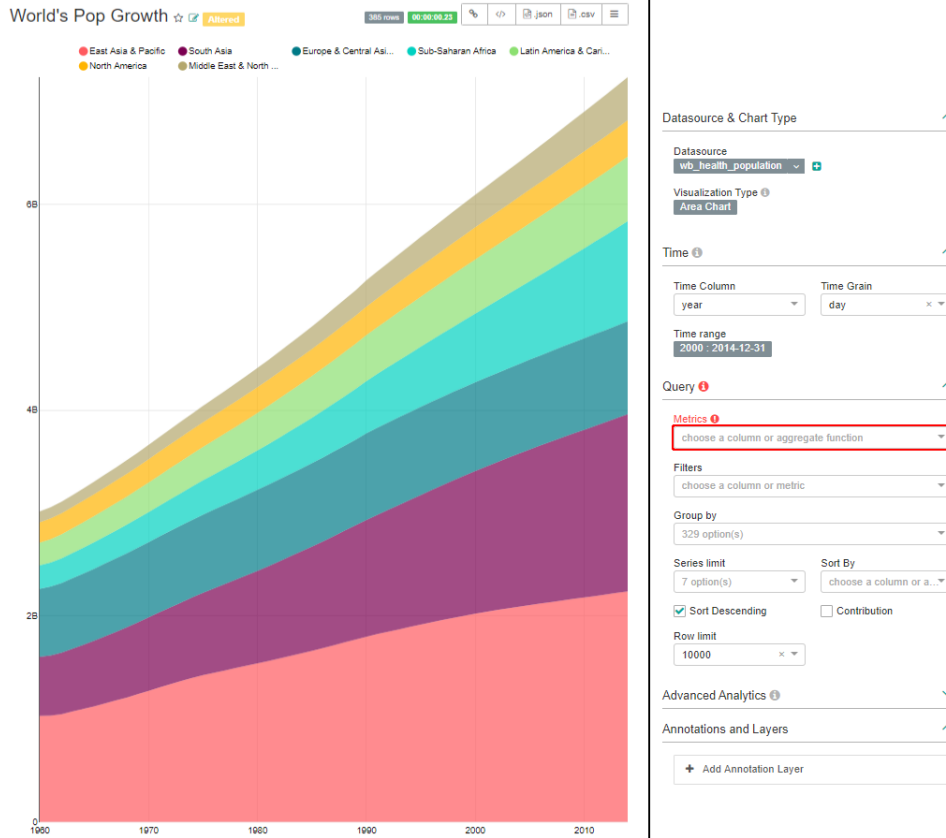 World's Pop Growth Altered 385 rows 00:00:00.23 </> .json .csv
East Asia & Pacific South Asia Europe & Central Asi... Sub-Saharan Africa Latin America & Cari...
North America Middle East & North ...
6B
4B
2B
0
1960 1970 1980 1990 2000 2010
Datasource & Chart Type
Datasource
wb_health_population
Visualization Type
Area Chart
Time
Time Column Time Grain
year day
Time range
2000 : 2014-12-31
Query
Metrics
choose a column or aggregate function
Filters
choose a column or metric
Group by
329 option(s)
Series limit Sort By
7 option(s) choose a column or a...
Sort Descending Contribution
Row limit
10000
Advanced Analytics
Annotations and Layers
+ Add Annotation Layer